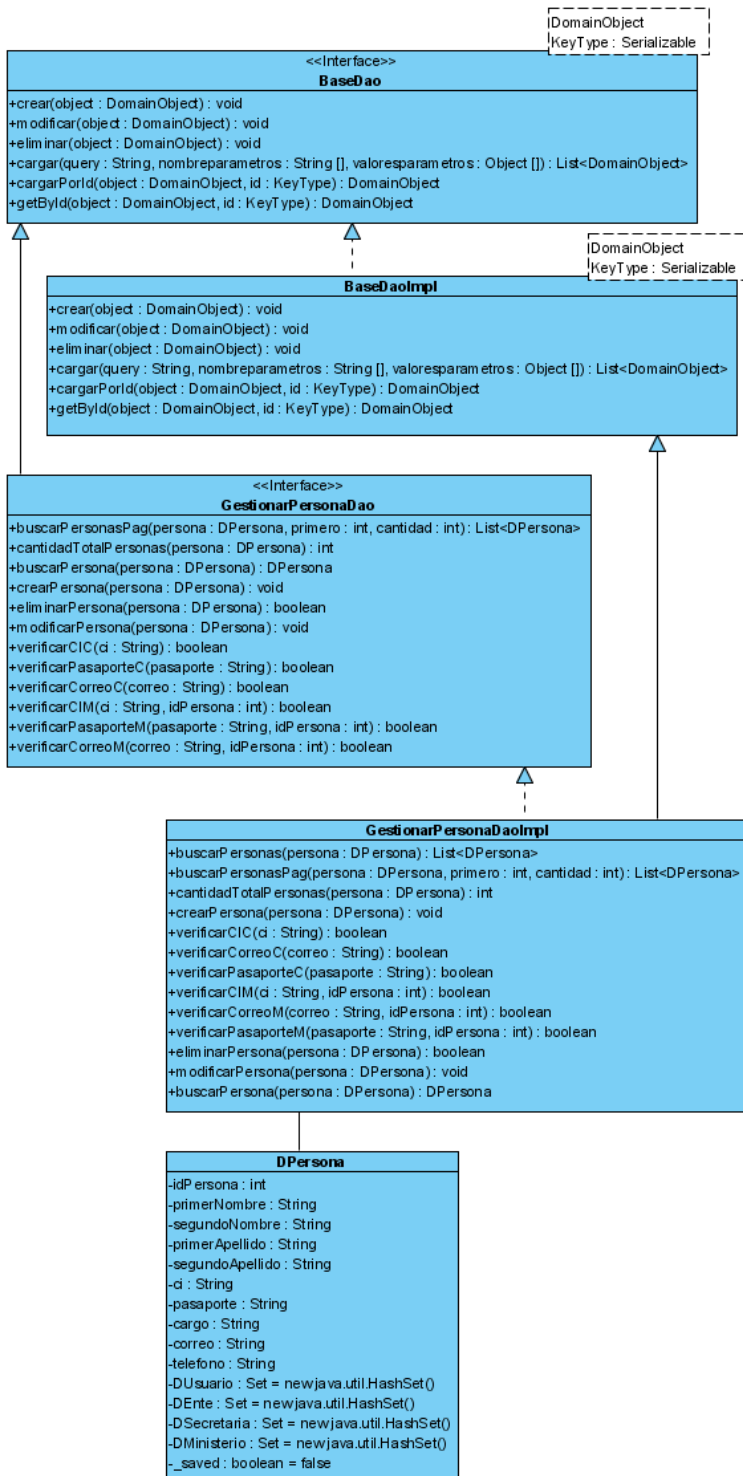 DomainObject
KeyType : Serializable
<<Interface>>
BaseDao
+crear(object : DomainObject) : void
+modificar(object : DomainObject) : void
+eliminar(object : DomainObject) : void
+cargar(query : String, nombreparametros : String [], valoresparametros : Object []) : List<DomainObject>
+cargarPorId(object : DomainObject, id : KeyType) : DomainObject
+getById(object : DomainObject, id : KeyType) : DomainObject
DomainObject
KeyType : Serializable
BaseDaoImpl
+crear(object : DomainObject) : void
+modificar(object : DomainObject) : void
+eliminar(object : DomainObject) : void
+cargar(query : String, nombreparametros : String [], valoresparametros : Object []) : List<DomainObject>
+cargarPorId(object : DomainObject, id : KeyType) : DomainObject
+getById(object : DomainObject, id : KeyType) : DomainObject
<<Interface>>
GestionarPersonaDao
+buscarPersonasPag(persona : DPersona, primero : int, cantidad : int) : List<DPersona>
+cantidadTotalPersonas(persona : DPersona) : int
+buscarPersona(persona : DPersona) : DPersona
+crearPersona(persona : DPersona) : void
+eliminarPersona(persona : DPersona) : boolean
+modificarPersona(persona : DPersona) : void
+verificarCIC(ci : String) : boolean
+verificarPasaporteC(pasaporte : String) : boolean
+verificarCorreoC(correo : String) : boolean
+verificarCIM(ci : String, idPersona : int) : boolean
+verificarPasaporteM(pasaporte : String, idPersona : int) : boolean
+verificarCorreoM(correo : String, idPersona : int) : boolean
GestionarPersonaDaoImpl
+buscarPersonas(persona : DPersona) : List<DPersona>
+buscarPersonasPag(persona : DPersona, primero : int, cantidad : int) : List<DPersona>
+cantidadTotalPersonas(persona : DPersona) : int
+crearPersona(persona : DPersona) : void
+verificarCIC(ci : String) : boolean
+verificarCorreoC(correo : String) : boolean
+verificarPasaporteC(pasaporte : String) : boolean
+verificarCIM(ci : String, idPersona : int) : boolean
+verificarCorreoM(correo : String, idPersona : int) : boolean
+verificarPasaporteM(pasaporte : String, idPersona : int) : boolean
+eliminarPersona(persona : DPersona) : boolean
+modificarPersona(persona : DPersona) : void
+buscarPersona(persona : DPersona) : DPersona
DPersona
-idPersona : int
-primerNombre : String
-segundoNombre : String
-primerApellido : String
-segundoApellido : String
-ci : String
-pasaporte : String
-cargo : String
-correo : String
-telefono : String
-DUsuario : Set = newjava.util.HashSet()
-DEnte : Set = newjava.util.HashSet()
-DSecretaria : Set = newjava.util.HashSet()
-DMinisterio : Set = newjava.util.HashSet()
-_saved : boolean = false